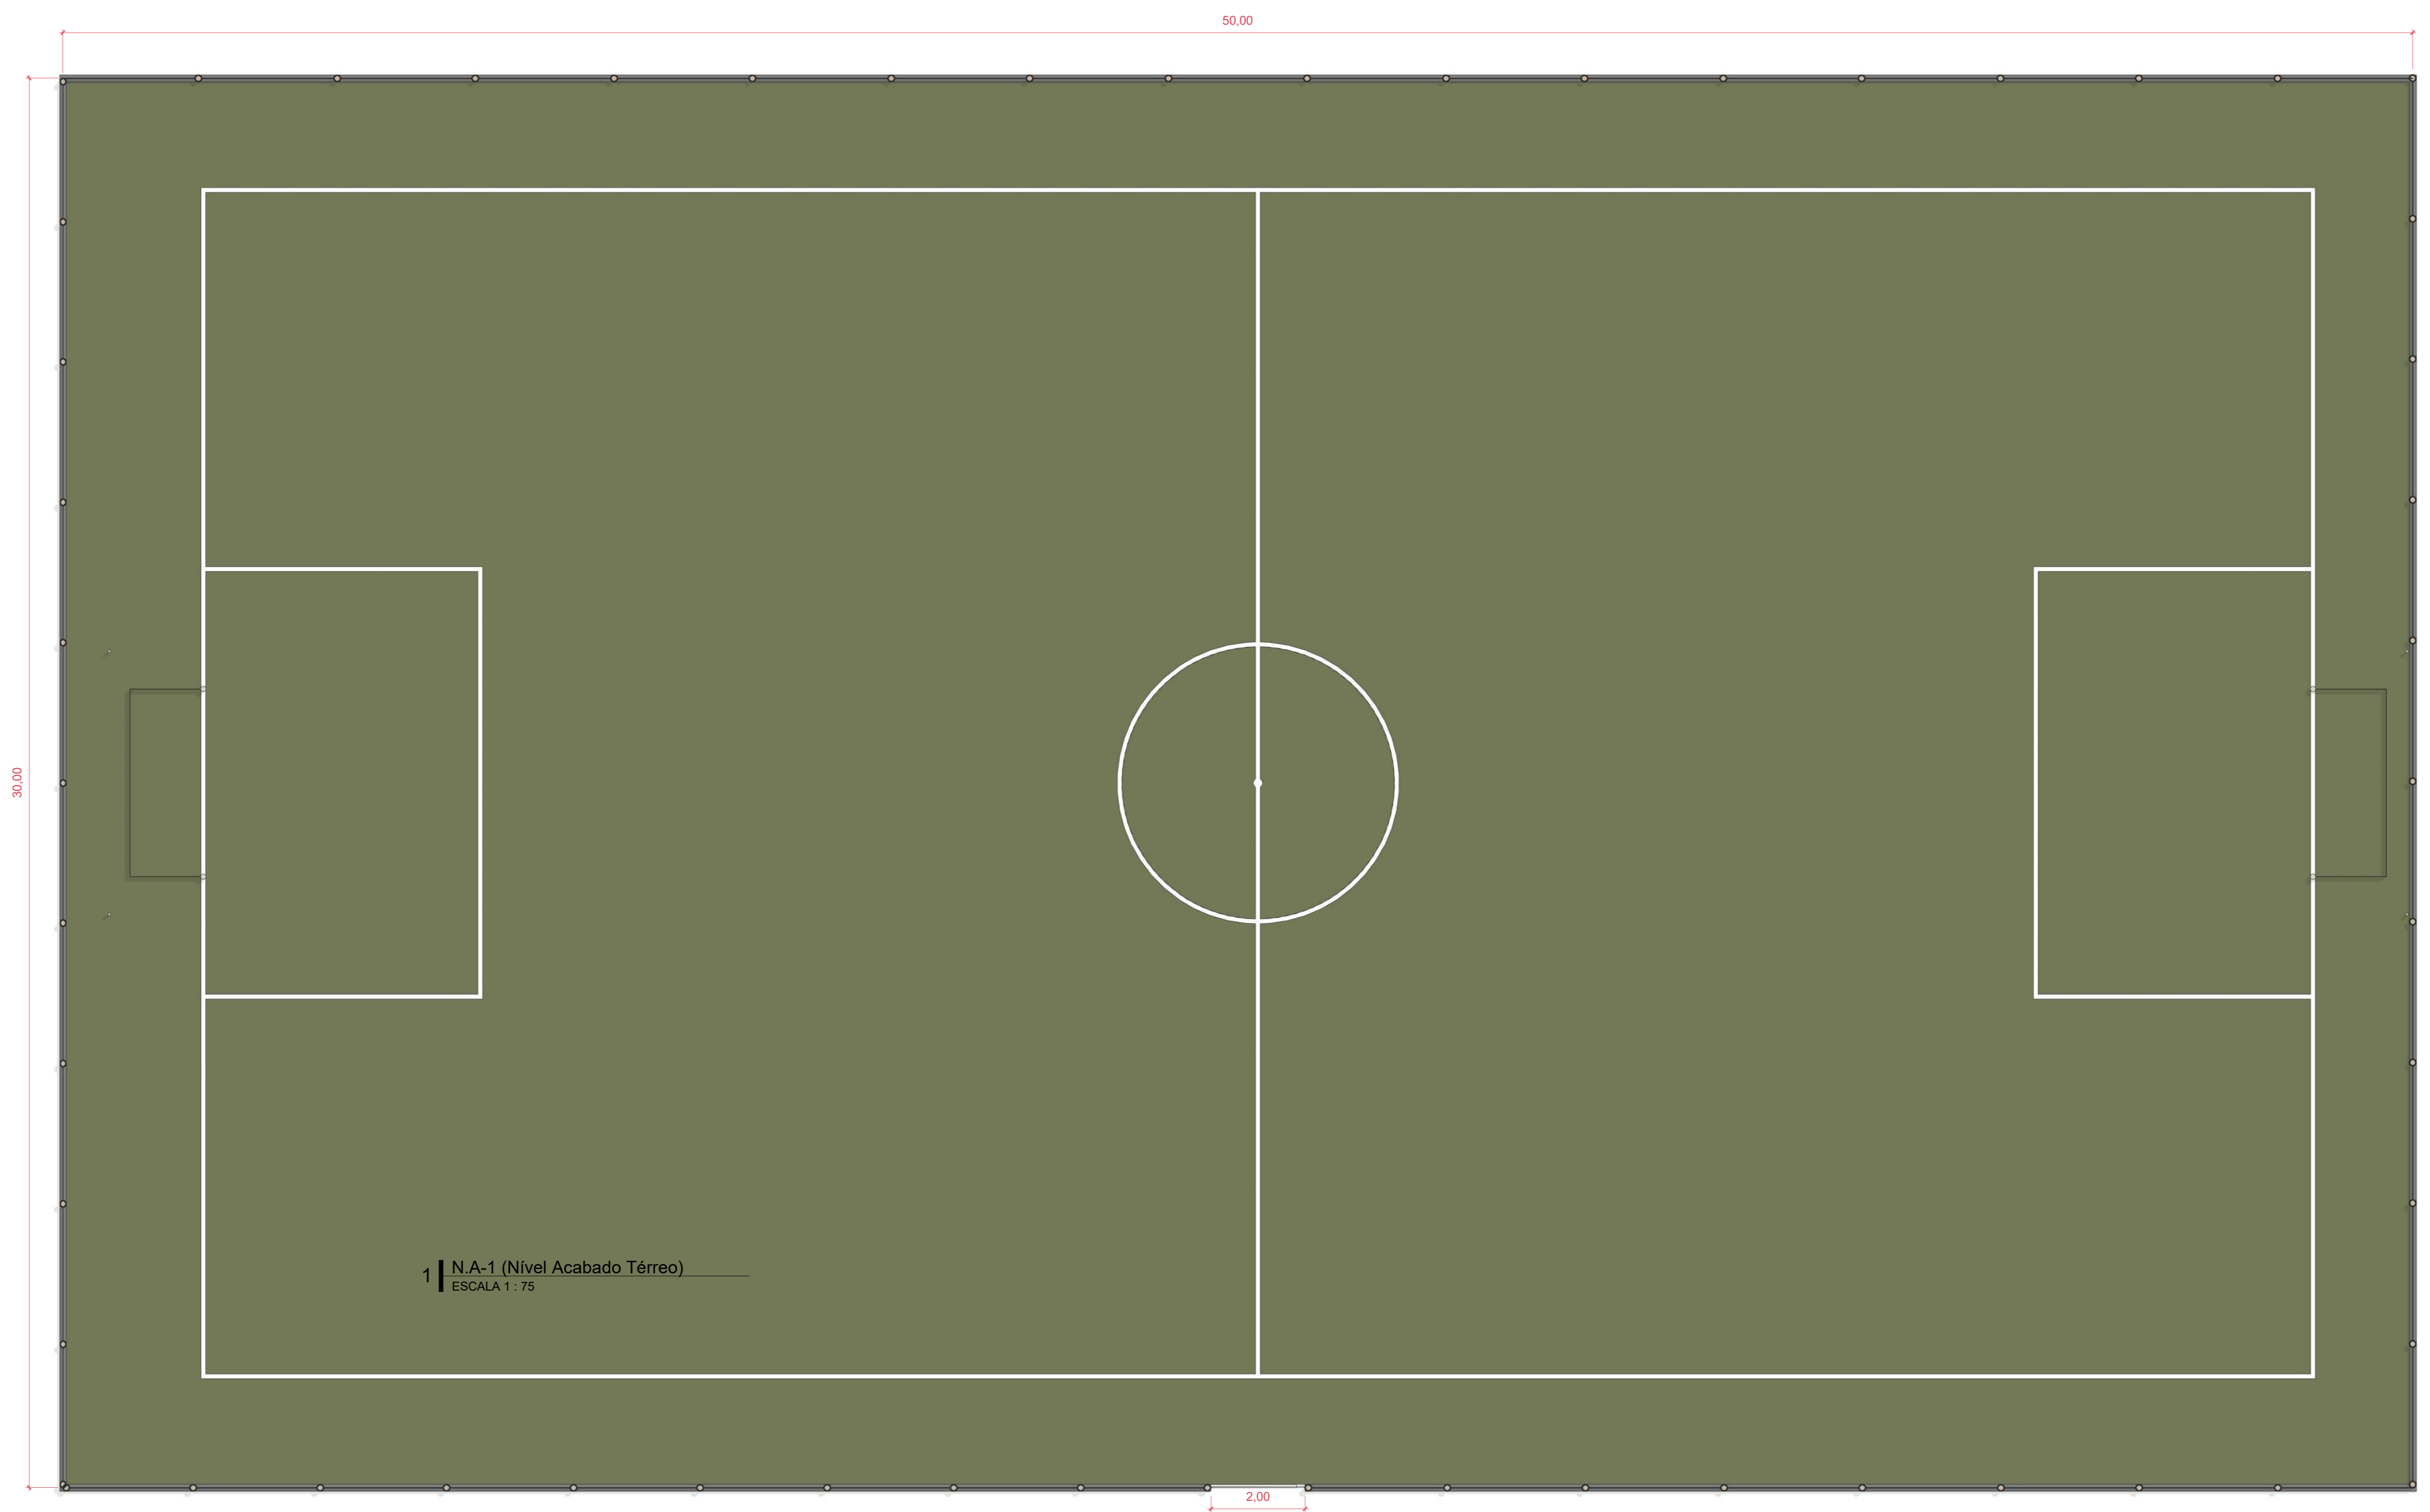 50,00
30,00
1
N.A-1 (Nível Acabado Térreo)
ESCALA 1 : 75
2,00